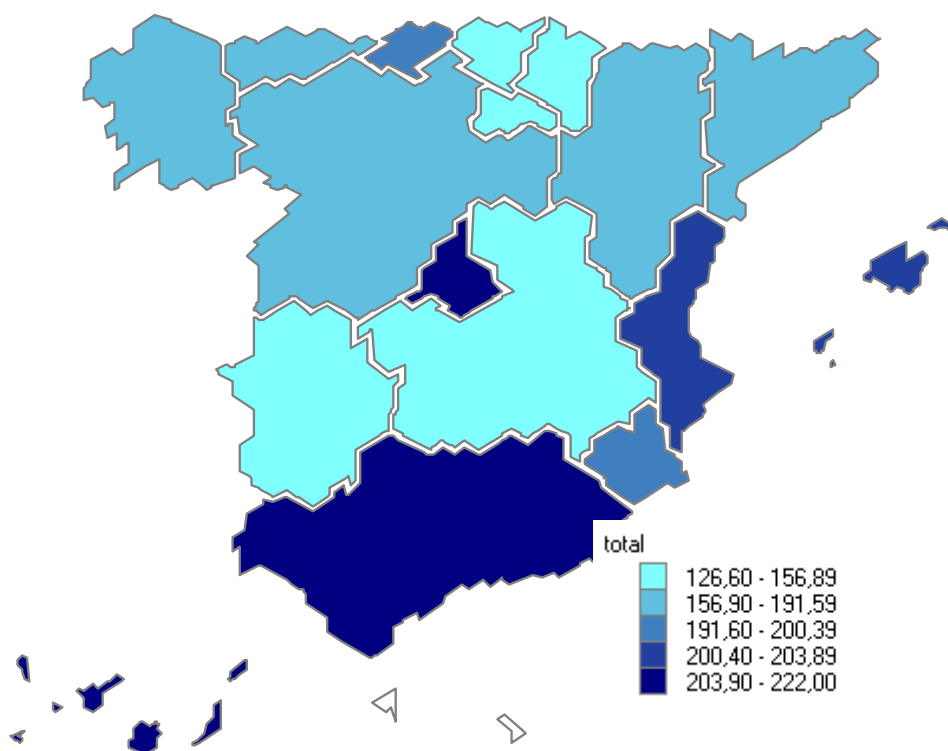 total
126,60 - 156,89
156,90 - 191,59
191,60 - 200,39
200,40 - 203,89
203,90 - 222,00